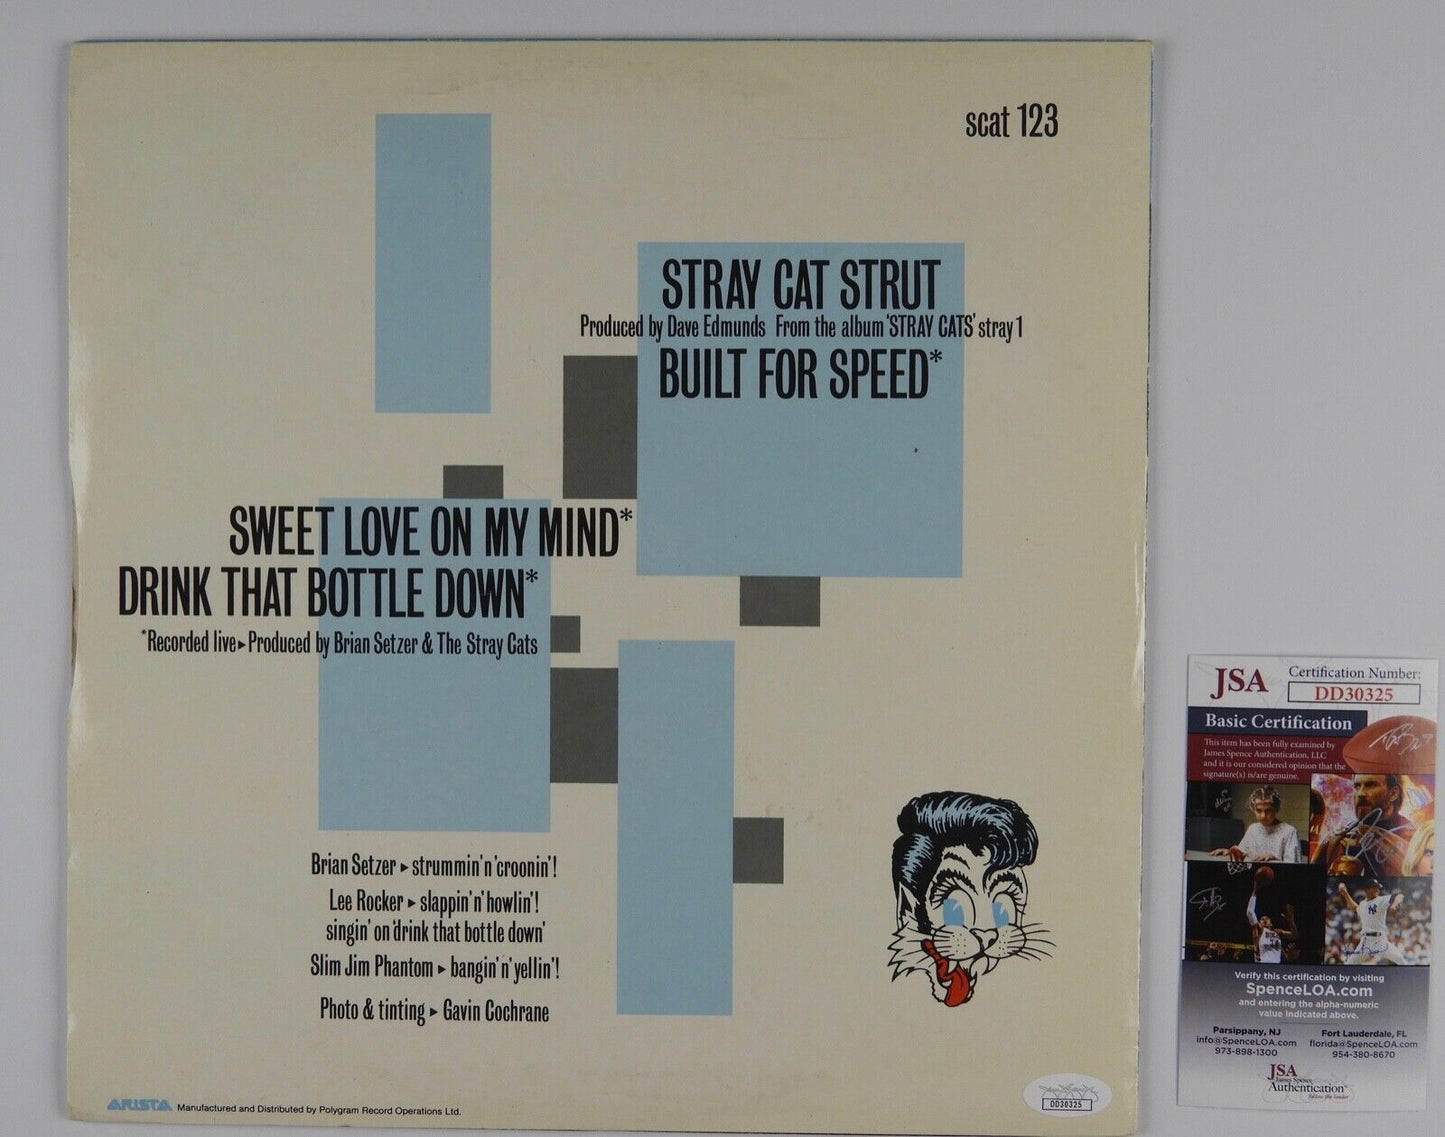 scat 123
STRAY CAT STRUT
Produced by Dave Edmunds From the album 'STRAY CATS' stray 1
BUILT FOR SPEED*
SWEET LOVE ON MY MIND*
DRINK THAT BOTTLE DOWN*
*Recorded live▸Produced by Brian Setzer & The Stray Cats
Brian Setzer ▸ strummin' n 'croonin'!
Lee Rocker ▸ slappin' n' howlin'!
singin' on 'drink that bottle down'
Slim Jim Phantom ▸ bangin' n' yellin'!
Photo & tinting ▸ Gavin Cochrane
ARISTA Manufactured and Distributed by Polygram Record Operations Ltd.
DD30325
JSA Certification Number:
DD30325
Basic Certification
This item has been fully examined by
James Spence Authentication, LLC
and it is our considered opinion that the
signature(s) is/are genuine.
Verify this certification by visiting
SpenceLOA.com
and entering the alpha-numeric
value indicated above.
Parsippany, NJ
info@SpenceLOA.com
973-898-1300
Fort Lauderdale, FL
florida@SpenceLOA.com
954-380-8670
JSA
James Spence
Authentication
follow the leader